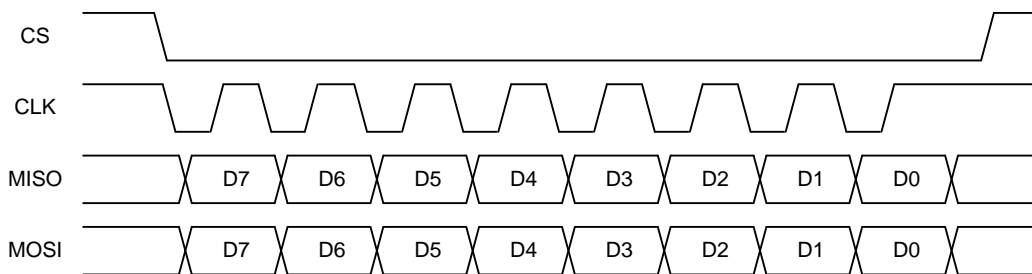 CS
CLK
MISO D7 D6 D5 D4 D3 D2 D1 D0
MOSI D7 D6 D5 D4 D3 D2 D1 D0